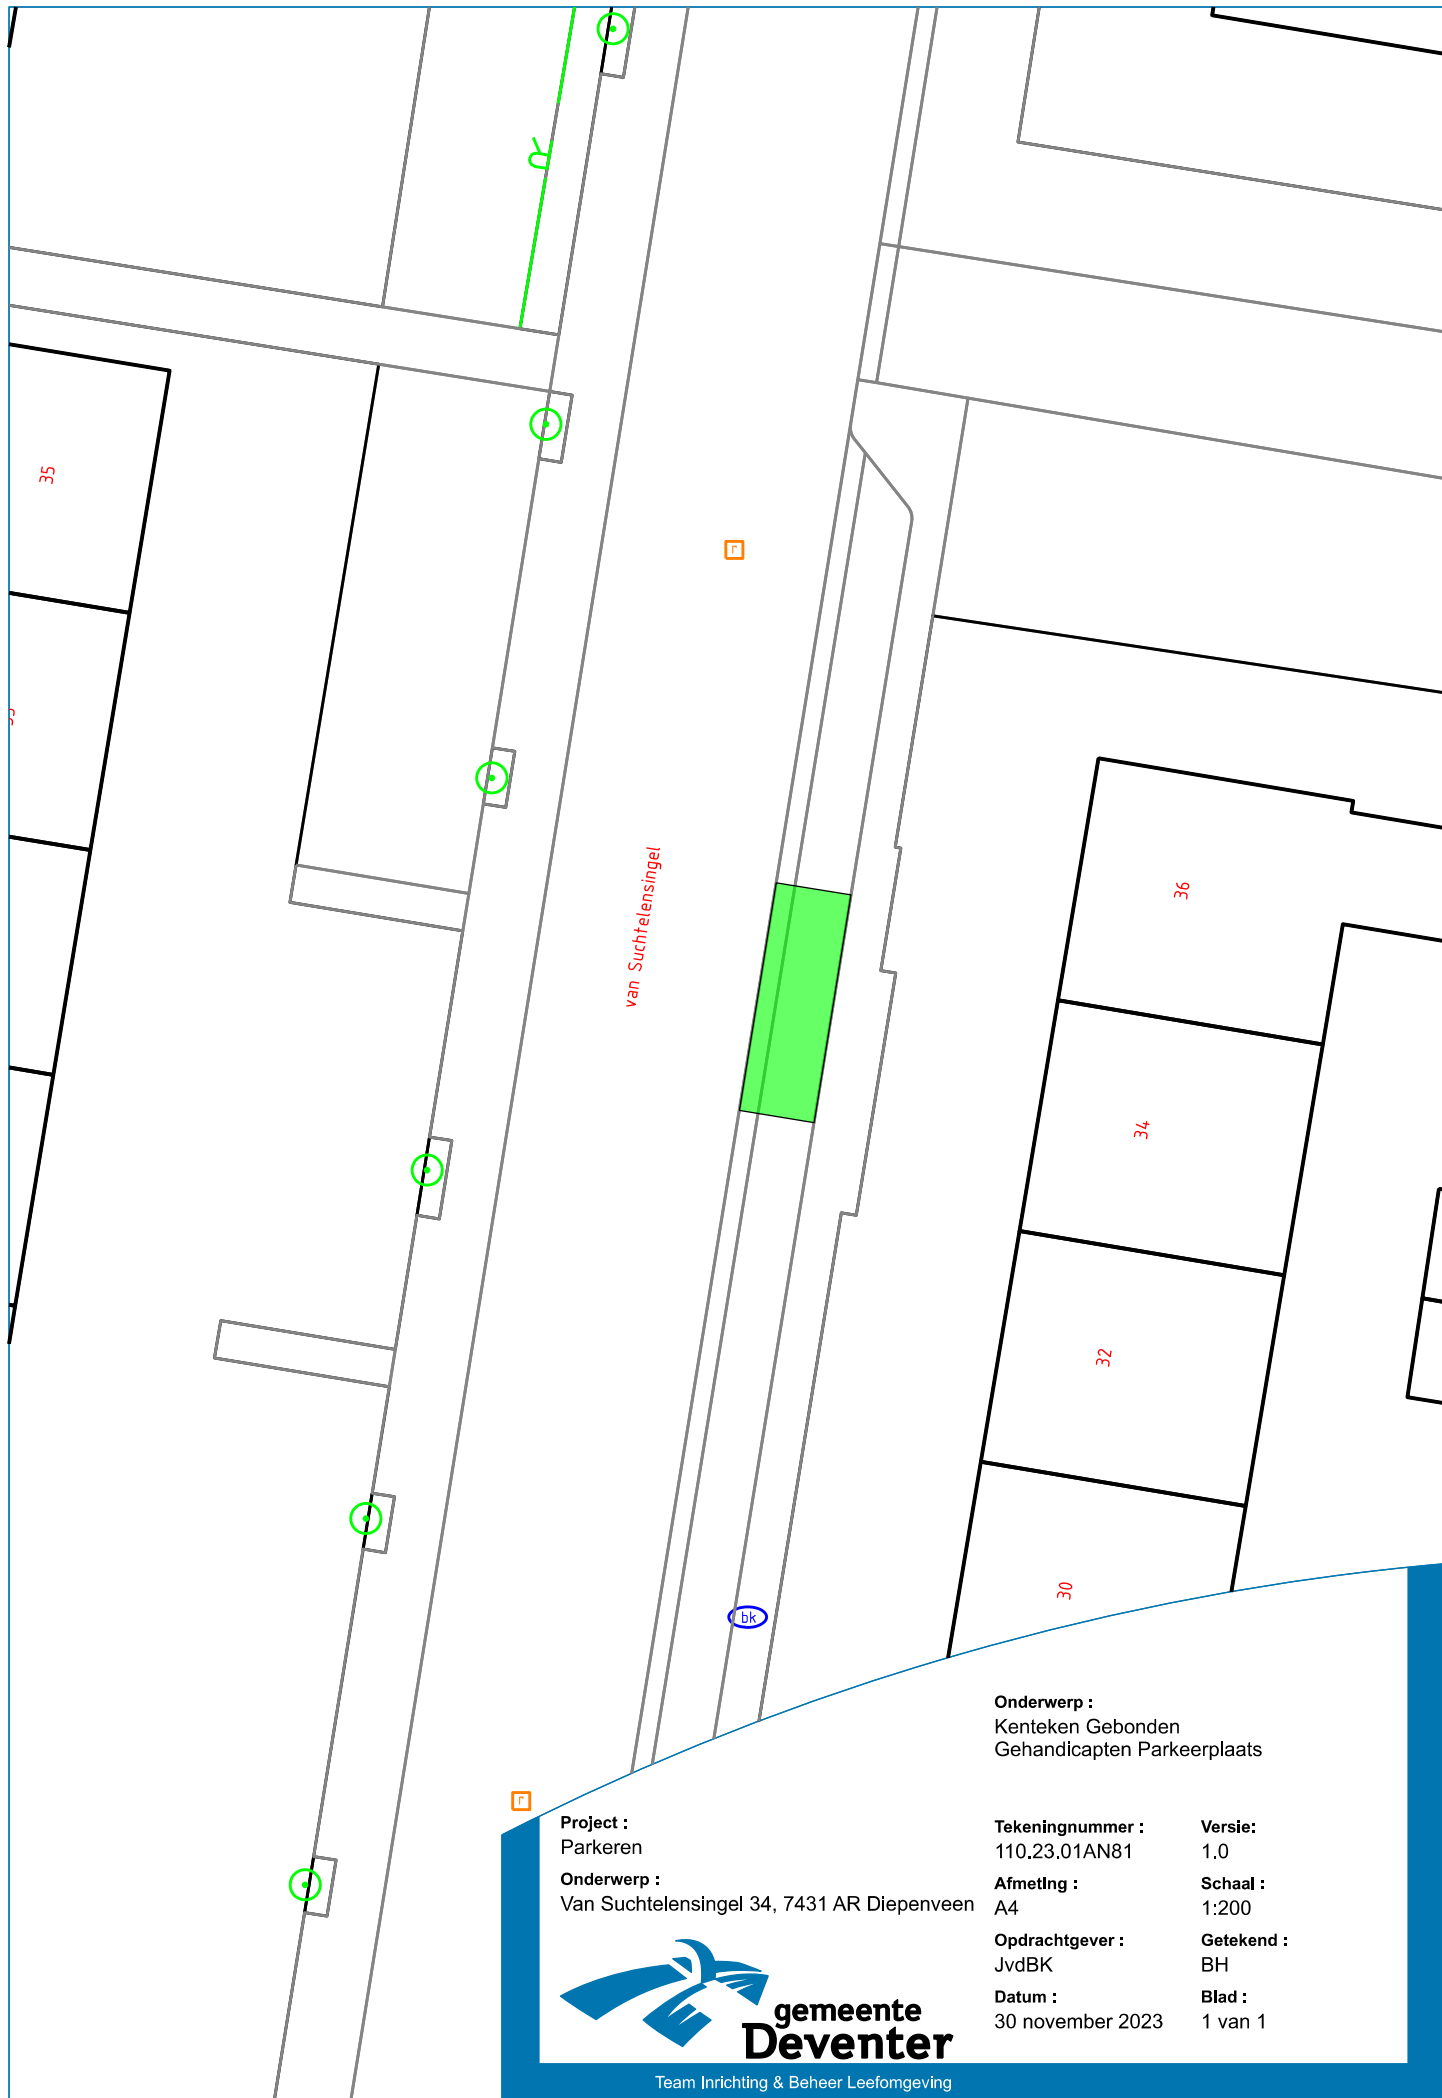 R
35
van Suchtelensingel
36
34
32
30
bk
Onderwerp :
Kenteken Gebonden
Gehandicapten Parkeerplaats
Project :
Parkeren
Onderwerp :
Van Suchtelensingel 34, 7431 AR Diepenveen
Tekeningnummer :
110.23.01AN81
Versie:
1.0
Afmeting :
A4
Schaal :
1:200
Opdrachtgever :
JvdBK
Getekend :
BH
Datum :
30 november 2023
Blad :
1 van 1
gemeente
Deventer
Team Inrichting & Beheer Leefomgeving